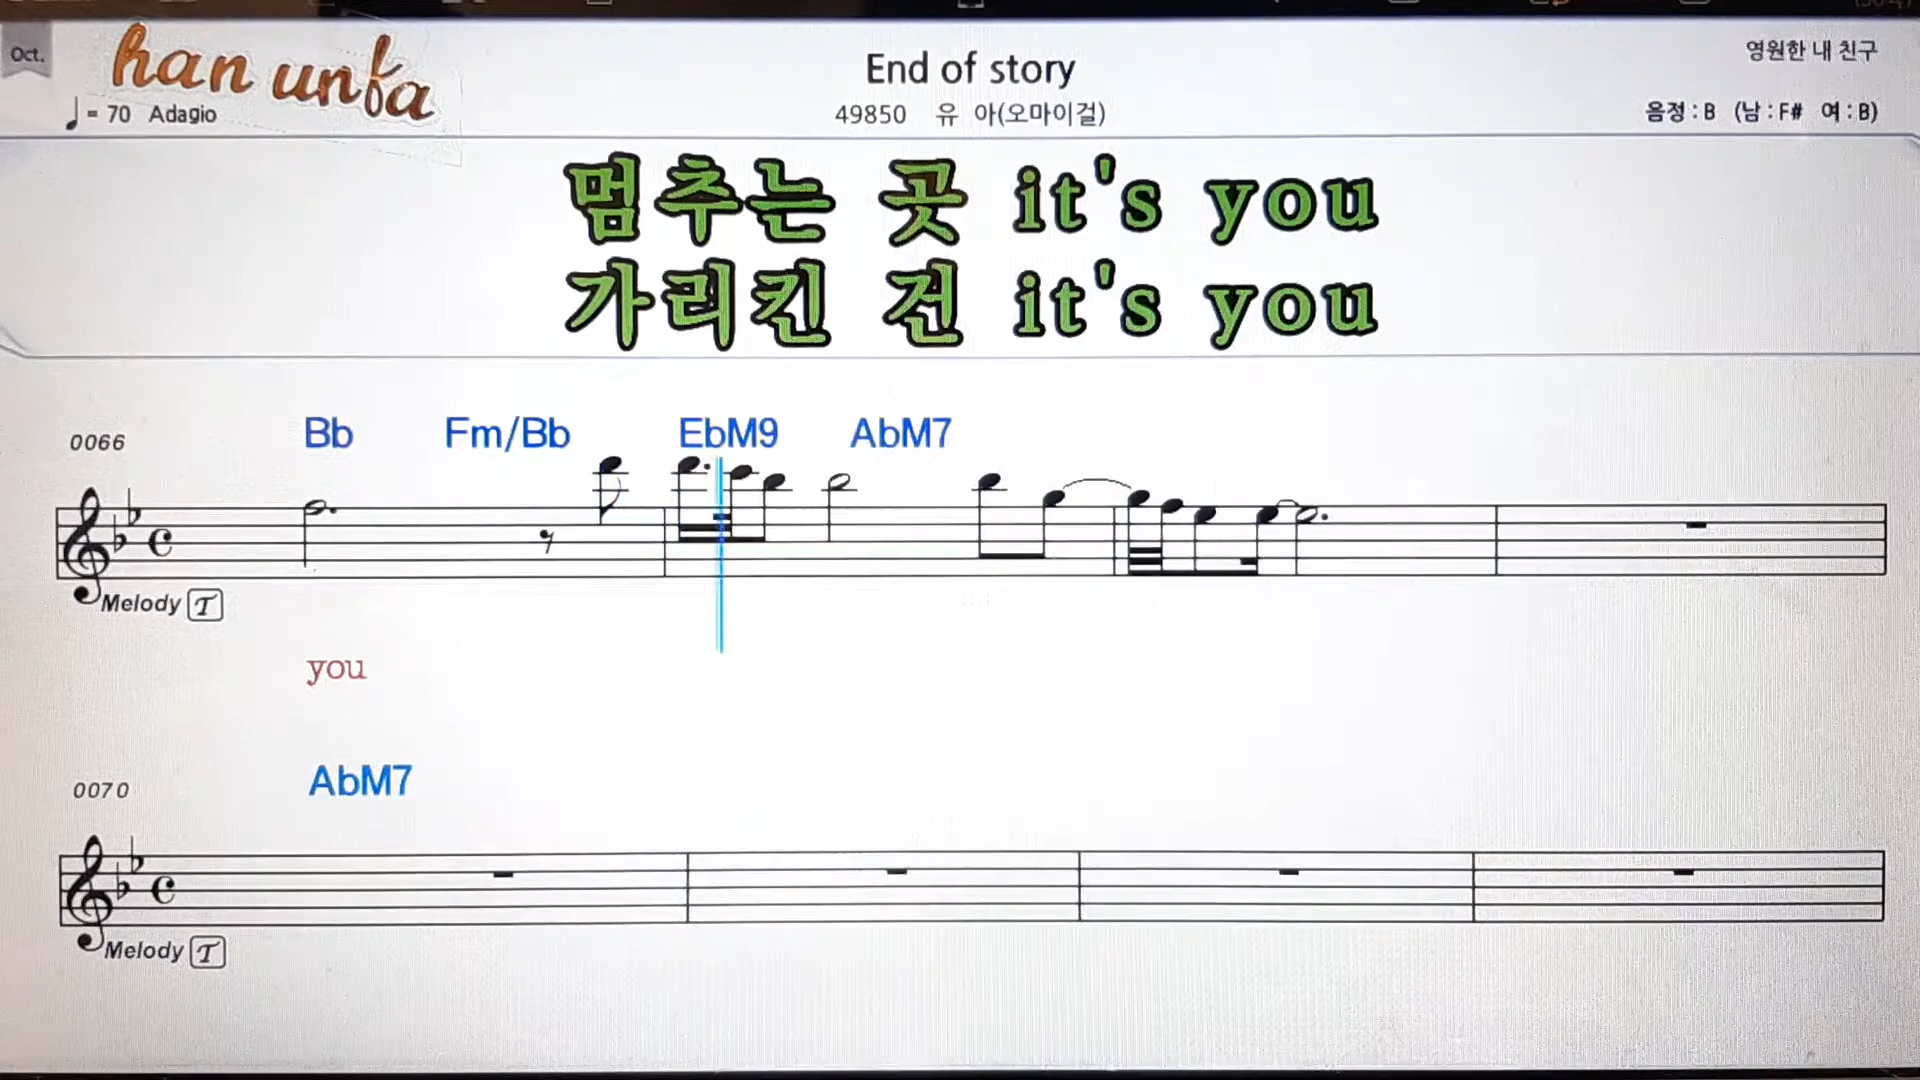 Oct.
han unfa
End of story
영원한 내 친구
= 70 Adagio
49850 유 아(오마이걸)
음정 : B (남 : F# 여 : B)
멈추는 곳 it's you
가리킨 건 it's you
0066 Bb Fm/Bb EbM9 AbM7
Melody T
you
0070 AbM7
Melody T